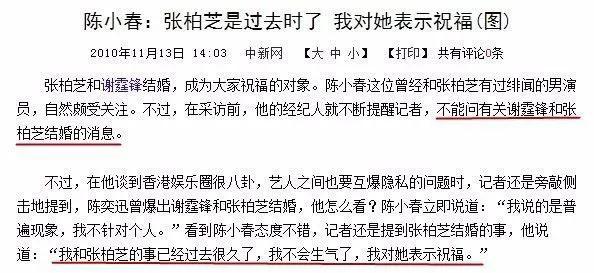 陈小春：张柏芝是过去时了 我对她表示祝福(图)
2010年11月13日 14:03 中新网 【大 中 小】 【打印】 共有评论0条
张柏芝和谢霆锋结婚，成为大家祝福的对象。陈小春这位曾经和张柏芝有过绯闻的男演
员，自然颇受关注。不过，在采访前，他的经纪人就不断提醒记者，不能问有关谢霆锋和张
柏芝结婚的消息。
不过，在他谈到香港娱乐圈很八卦，艺人之间也要互爆隐私的问题时，记者还是旁敲侧
击地提到，陈奕迅曾爆出谢霆锋和张柏芝结婚，他怎么看？陈小春立即说道：“我说的是普
遍现象，我不针对个人。”看到陈小春态度不错，记者还是提到张柏芝结婚的事，他说
道：“我和张柏芝的事已经过去很久了，我不会生气了，我对她表示祝福。”